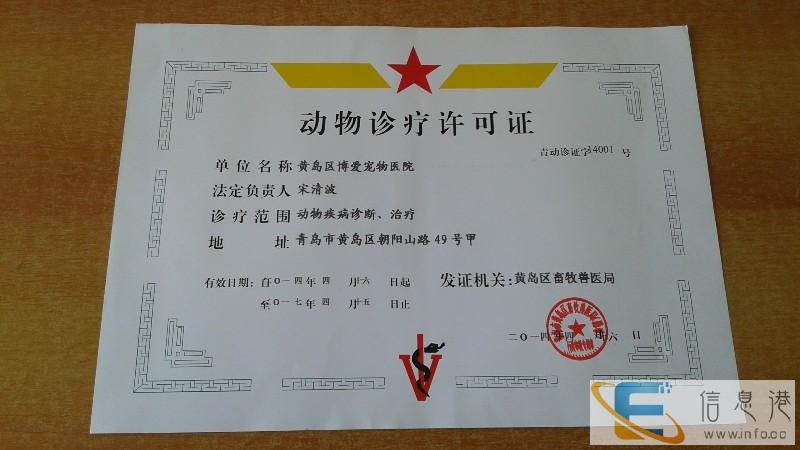 动物诊疗许可证
青动诊证字4001 号
单位名称 黄岛区博爱宠物医院
法定负责人 宋清波
诊疗范围 动物疾病诊断、治疗
地 址 青岛市黄岛区朝阳山路 49 号甲
有效日期：自二〇一四年 四 月十六 日起
至二〇一七年 四 月十五 日止
发证机关：黄岛区畜牧兽医局
二〇一四年四月十六 日
信息港
www.info.cc